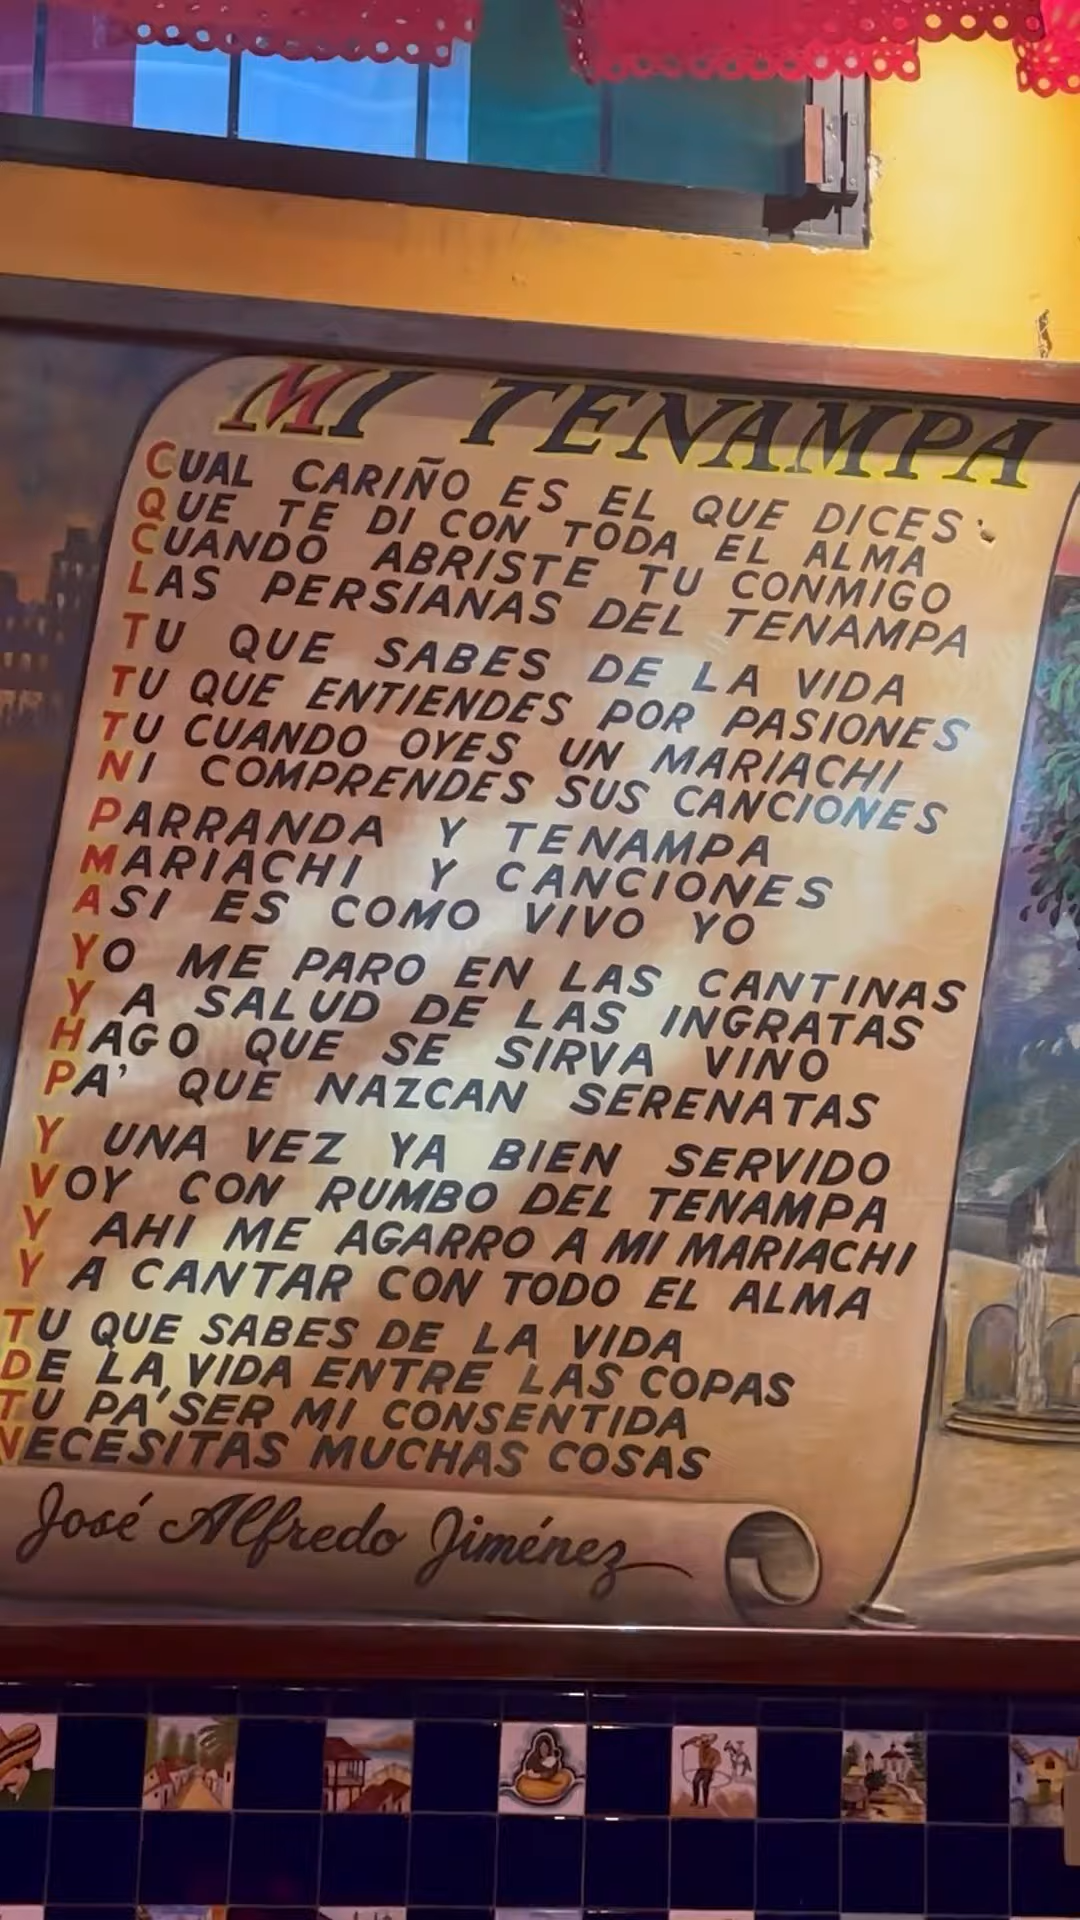 MI TENAMPA
CUAL CARIÑO ES EL QUE DICES
QUE TE DI CON TODA EL ALMA
CUANDO ABRISTE TU CONMIGO
LAS PERSIANAS DEL TENAMPA
TU QUE SABES DE LA VIDA
TU QUE ENTIENDES POR PASIONES
TU CUANDO OYES UN MARIACHI
NI COMPRENDES SUS CANCIONES
PARRANDA Y TENAMPA
MARIACHI Y CANCIONES
ASI ES COMO VIVO YO
YO ME PARO EN LAS CANTINAS
Y A SALUD DE LAS INGRATAS
HAGO QUE SE SIRVA VINO
PA' QUE NAZCAN SERENATAS
Y UNA VEZ YA BIEN SERVIDO
VOY CON RUMBO DEL TENAMPA
Y AHI ME AGARRO A MI MARIACHI
Y A CANTAR CON TODO EL ALMA
TU QUE SABES DE LA VIDA
DE LA VIDA ENTRE LAS COPAS
TU PA'SER MI CONSENTIDA
NECESITAS MUCHAS COSAS
José Alfredo Jiménez